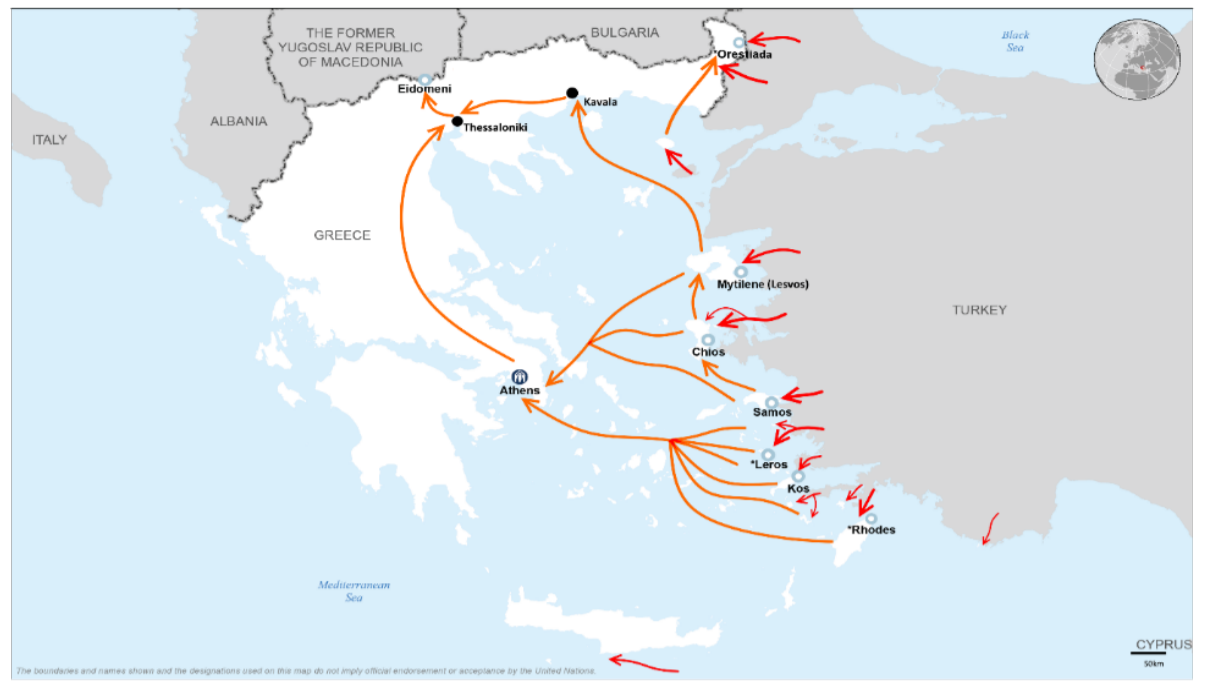 THE FORMER
YUGOSLAV REPUBLIC
OF MACEDONIA
BULGARIA
Black
Sea
*Orestiada
Eidomeni
Kavala
ALBANIA
Thessaloniki
ITALY
GREECE
Mytilene (Lesvos)
TURKEY
Chios
Athens
Samos
*Leros
Kos
*Rhodes
Mediterranean
Sea
CYPRUS
50km
The boundaries and names shown and the designations used on this map do not imply official endorsement or acceptance by the United Nations.